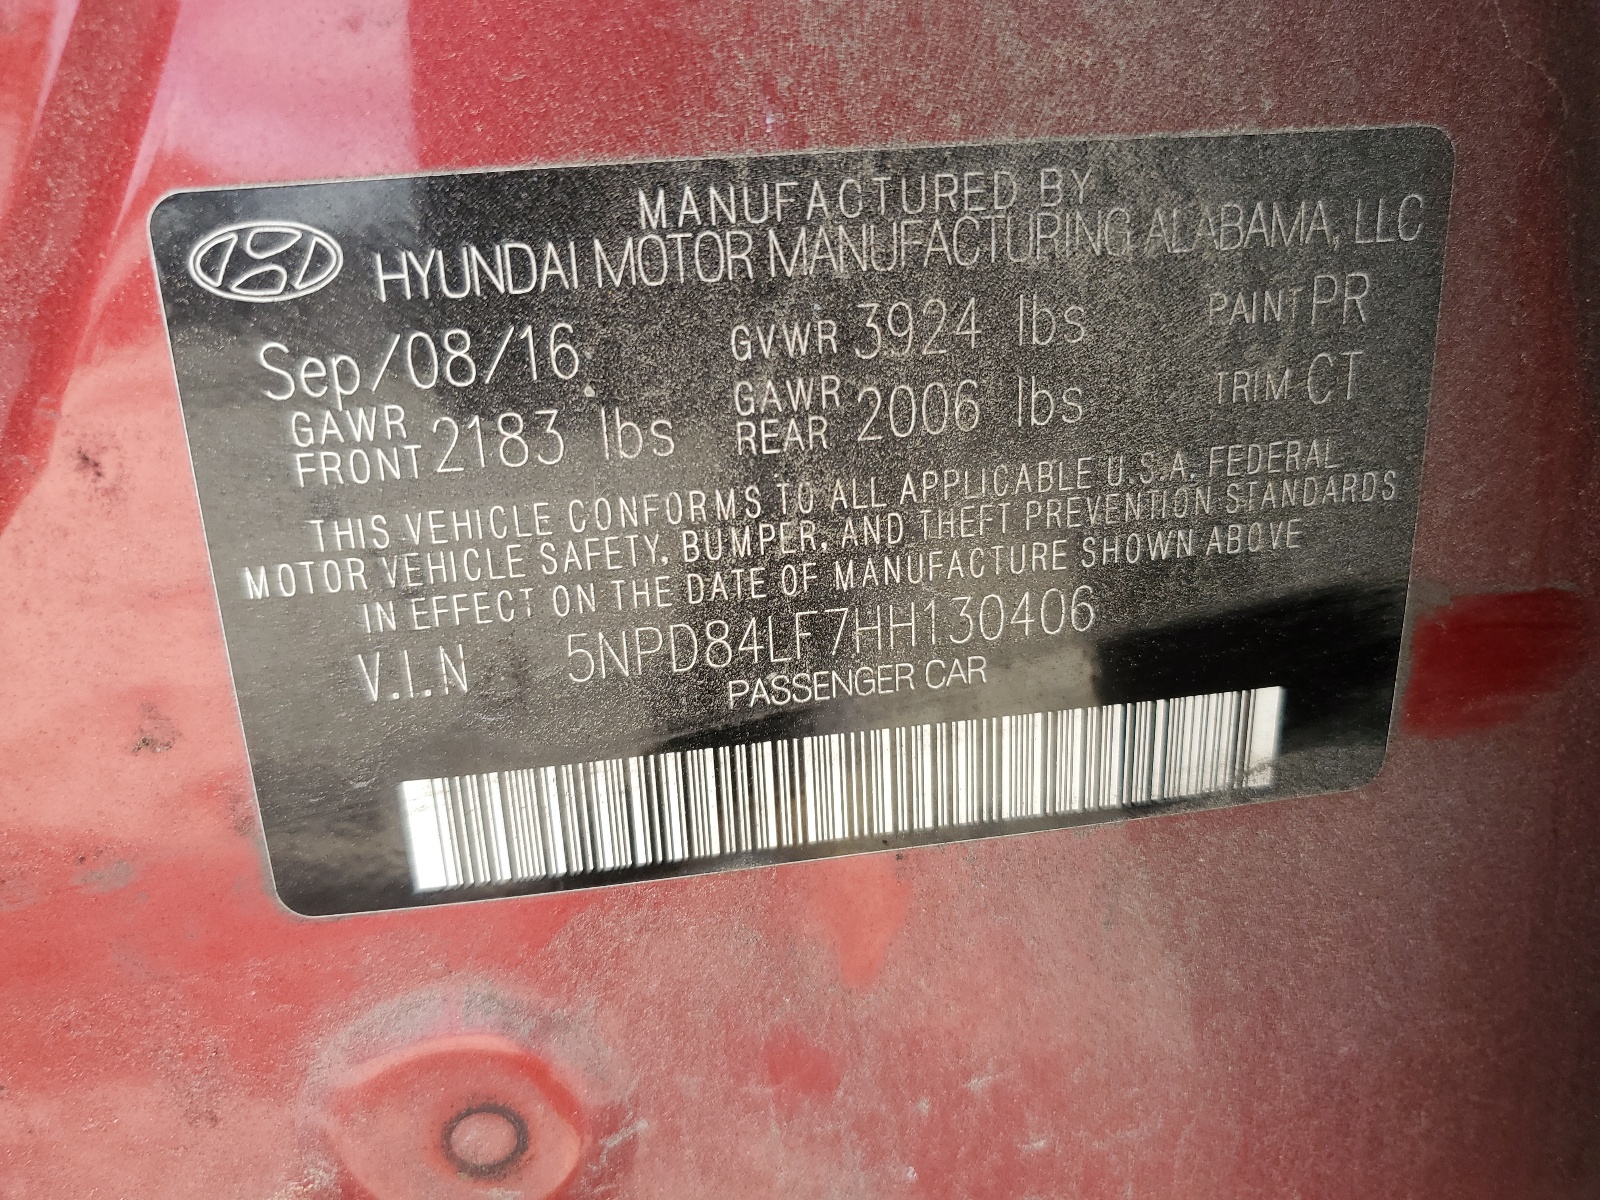 MANUFACTURED BY
HYUNDAI MOTOR MANUFACTURING ALABAMA, LLC
Sep/08/16 GVWR 3924 lbs PAINT PR
GAWR FRONT 2183 lbs GAWR REAR 2006 lbs TRIM CT
THIS VEHICLE CONFORMS TO ALL APPLICABLE U.S.A. FEDERAL
MOTOR VEHICLE SAFETY, BUMPER, AND THEFT PREVENTION STANDARDS
IN EFFECT ON THE DATE OF MANUFACTURE SHOWN ABOVE
V.I.N 5NPD84LF7HH130406
PASSENGER CAR